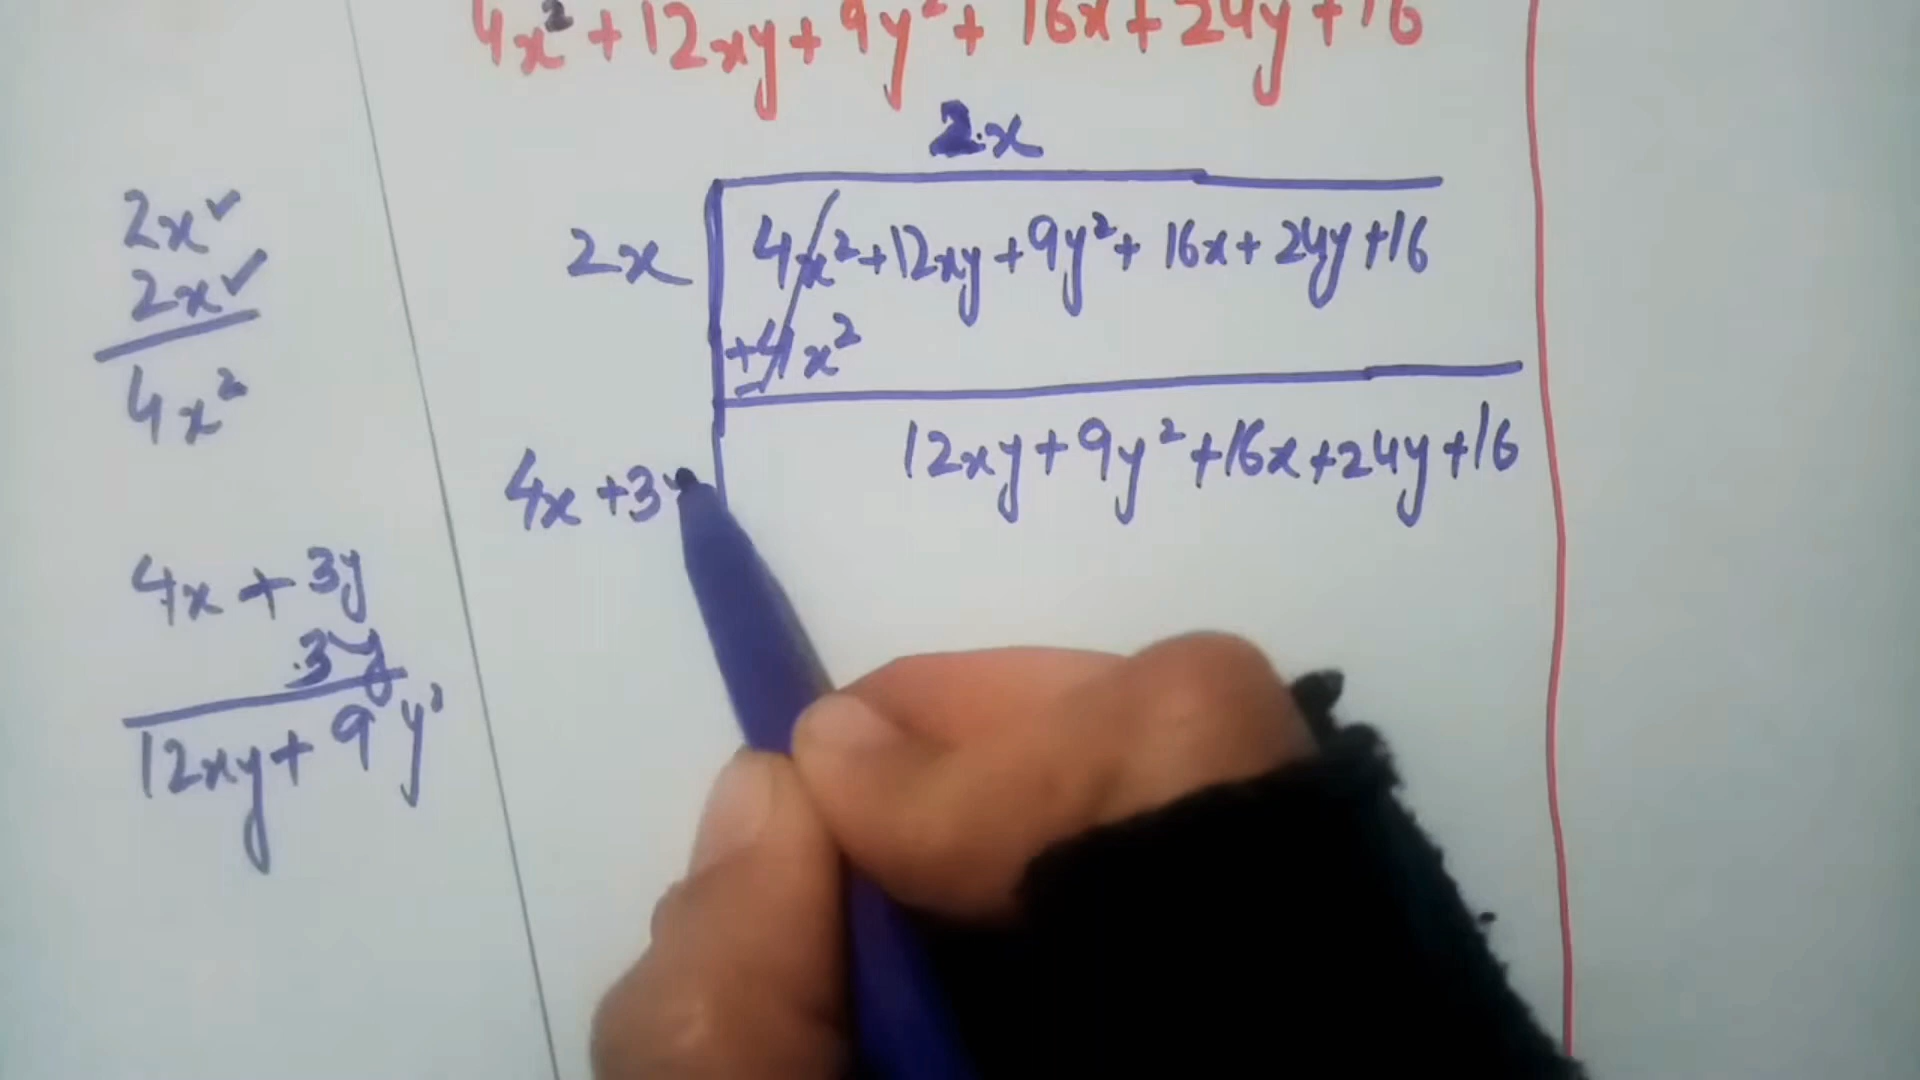 4x² + 12xy + 9y² + 16x + 24y + 16
2x
2x
2x
4x²
2x
4x² + 12xy + 9y² + 16x + 24y + 16
+4x²
-
4x + 3y
12xy + 9y² + 16x + 24y + 16
4x + 3y
3y
12xy + 9y²